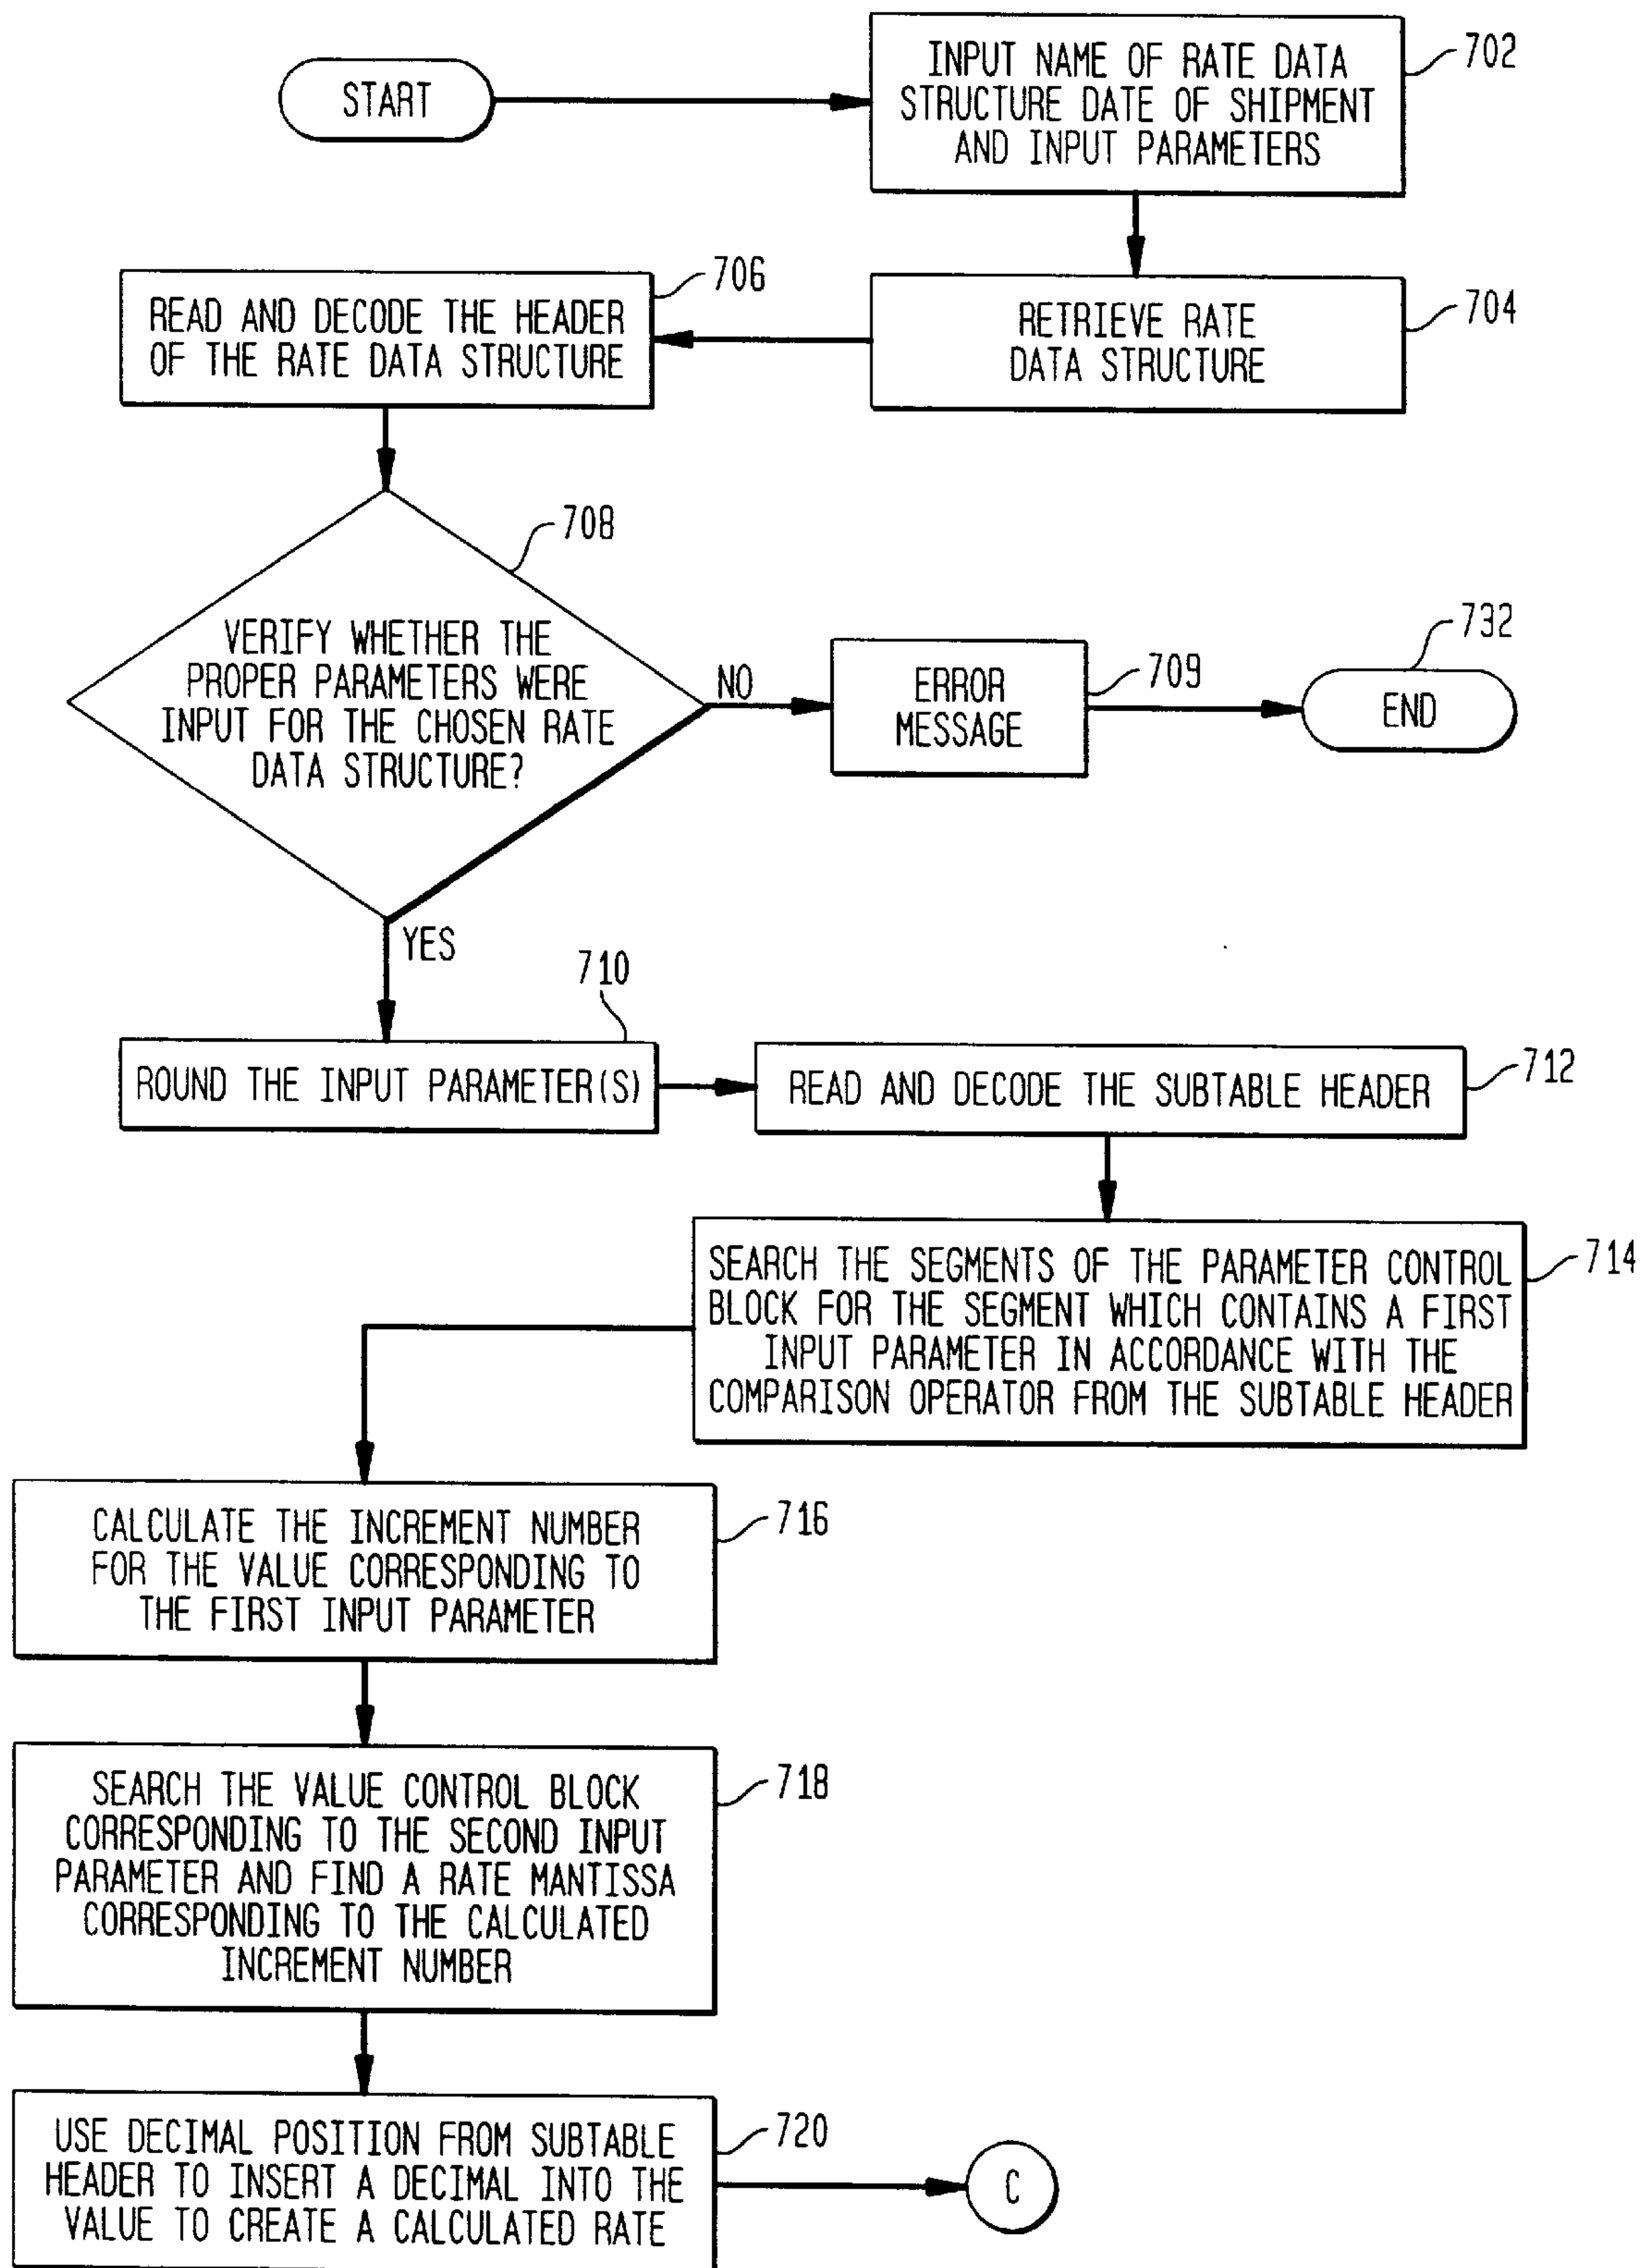 START
INPUT NAME OF RATE DATA
STRUCTURE DATE OF SHIPMENT
AND INPUT PARAMETERS
702
RETRIEVE RATE
DATA STRUCTURE
704
READ AND DECODE THE HEADER
OF THE RATE DATA STRUCTURE
706
VERIFY WHETHER THE
PROPER PARAMETERS WERE
INPUT FOR THE CHOSEN RATE
DATA STRUCTURE?
708
NO
ERROR
MESSAGE
709
END
732
YES
ROUND THE INPUT PARAMETER(S)
710
READ AND DECODE THE SUBTABLE HEADER
712
SEARCH THE SEGMENTS OF THE PARAMETER CONTROL
BLOCK FOR THE SEGMENT WHICH CONTAINS A FIRST
INPUT PARAMETER IN ACCORDANCE WITH THE
COMPARISON OPERATOR FROM THE SUBTABLE HEADER
714
CALCULATE THE INCREMENT NUMBER
FOR THE VALUE CORRESPONDING TO
THE FIRST INPUT PARAMETER
716
SEARCH THE VALUE CONTROL BLOCK
CORRESPONDING TO THE SECOND INPUT
PARAMETER AND FIND A RATE MANTISSA
CORRESPONDING TO THE CALCULATED
INCREMENT NUMBER
718
USE DECIMAL POSITION FROM SUBTABLE
HEADER TO INSERT A DECIMAL INTO THE
VALUE TO CREATE A CALCULATED RATE
720
C